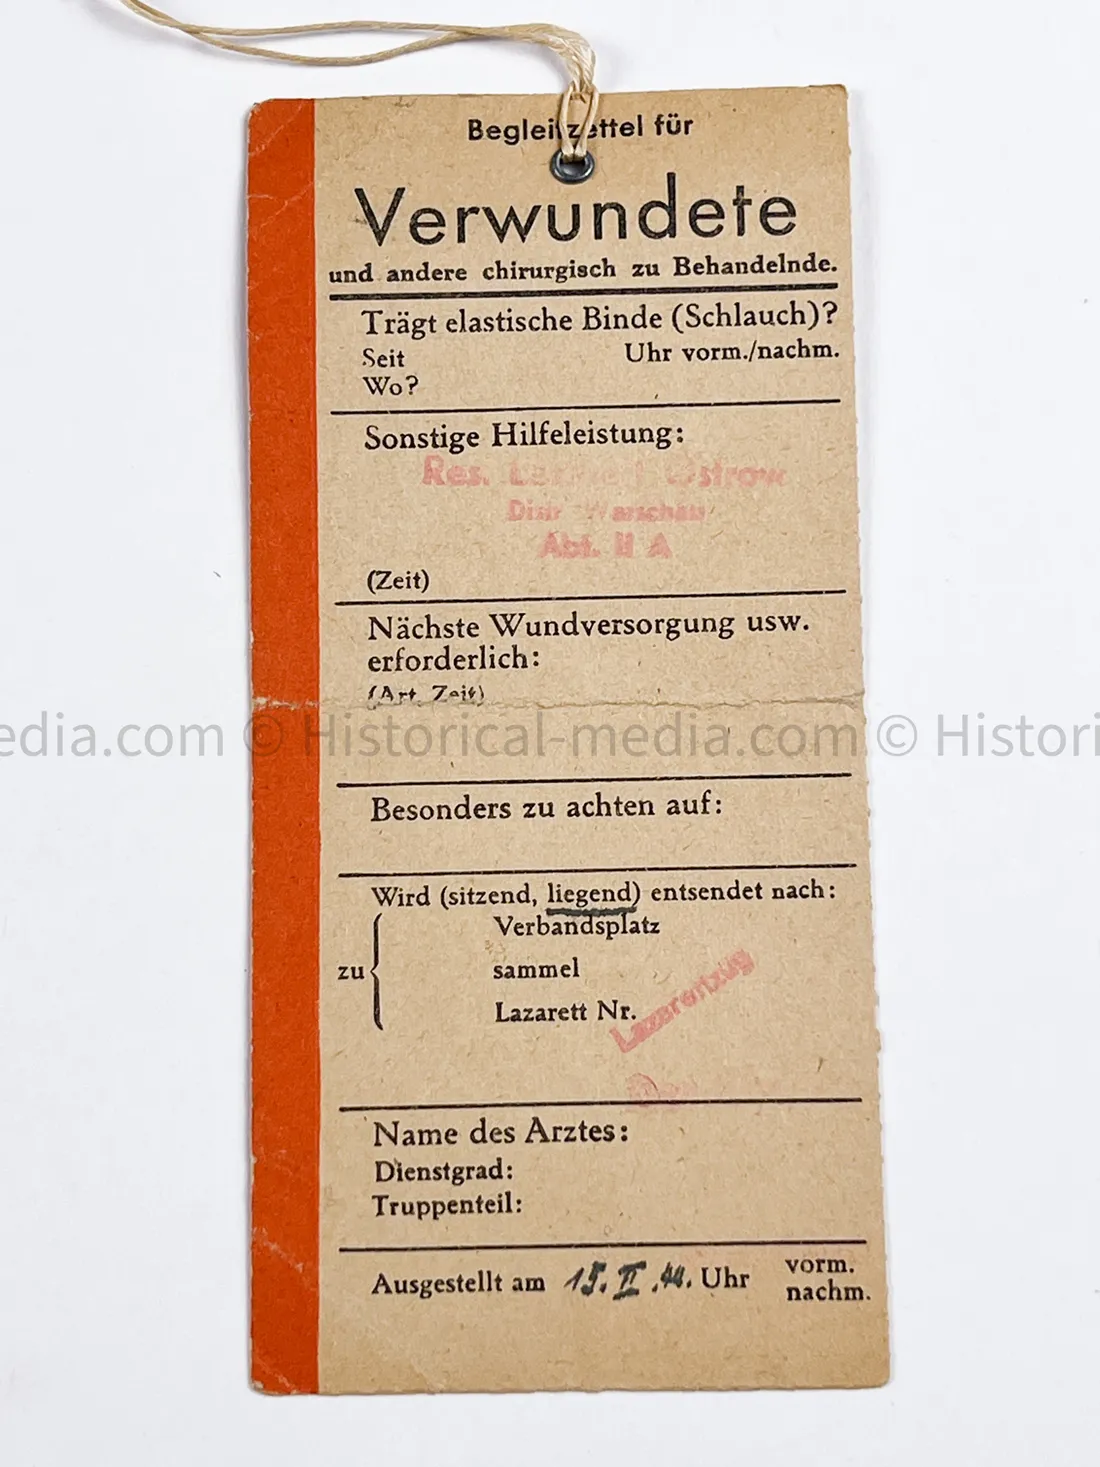 Begleitzettel für
Verwundete
und andere chirurgisch zu Behandelnde.
Trägt elastische Binde (Schlauch)?
Seit Uhr vorm./nachm.
Wo?
Sonstige Hilfeleistung:
Res. Lazarett Ostrow
Distr Warschau
Abt. II A
(Zeit)
Nächste Wundversorgung usw.
erforderlich:
(Art, Zeit)
edia.com © Historical-media.com © Histori
Besonders zu achten auf:
Wird (sitzend, liegend) entsendet nach:
Verbandsplatz
zu sammel
Lazarett Nr.
Lazarettzug
Name des Arztes:
Dienstgrad:
Truppenteil:
Ausgestellt am 15.II.44. Uhr vorm.
nachm.